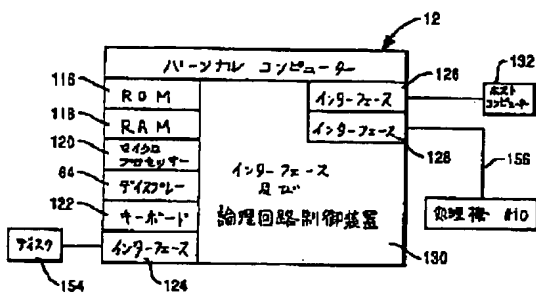 12
パーソナル コンピューター
116
ROM
126
インターフェース
132
ホスト
コンピューター
118
RAM
インターフェース
128
120
マイクロ
プロセッサー
64
ディスプレー
インターフェース
及び
論理回路制御装置
156
122
キーボード
処理機 #10
ディスク
インターフェース
130
154
124